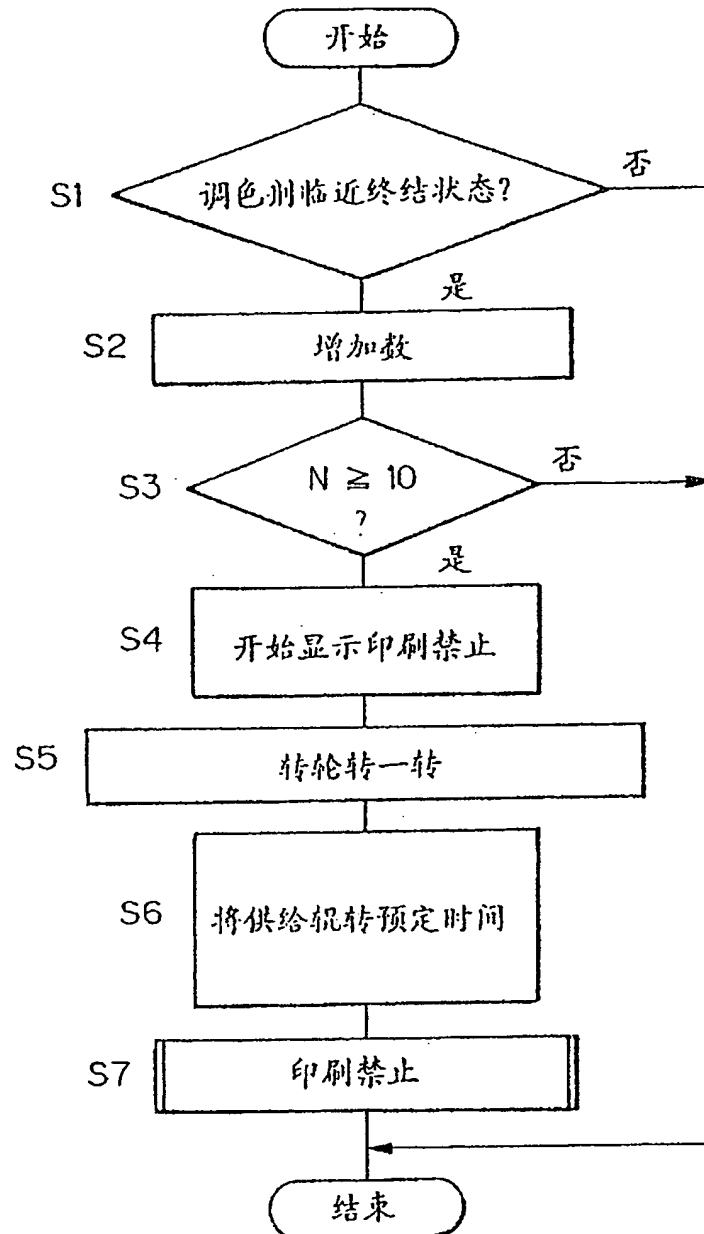 开始
S1
调色剂临近终结状态?
否
是
S2
增加数
S3
N ≧ 10
?
否
是
S4
开始显示印刷禁止
S5
转轮转一转
S6
将供给辊转预定时间
S7
印刷禁止
结束